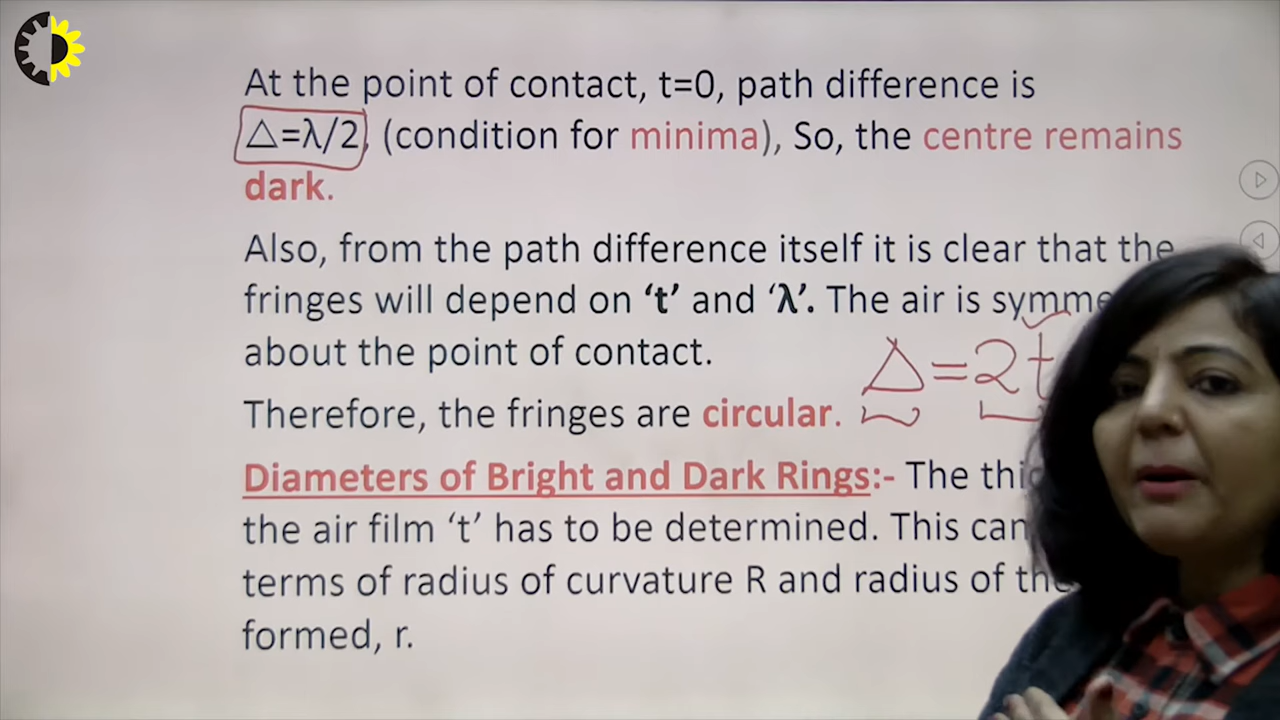 At the point of contact, t=0, path difference is
△=λ/2, (condition for minima), So, the centre remains
dark.
Also, from the path difference itself it is clear that the
fringes will depend on ‘t’ and ‘λ’. The air is
about the point of contact.
Δ=2t
Therefore, the fringes are circular.
Diameters of Bright and Dark Rings:- The
the air film ‘t’ has to be determined. This can
terms of radius of curvature R and radius of
formed, r.